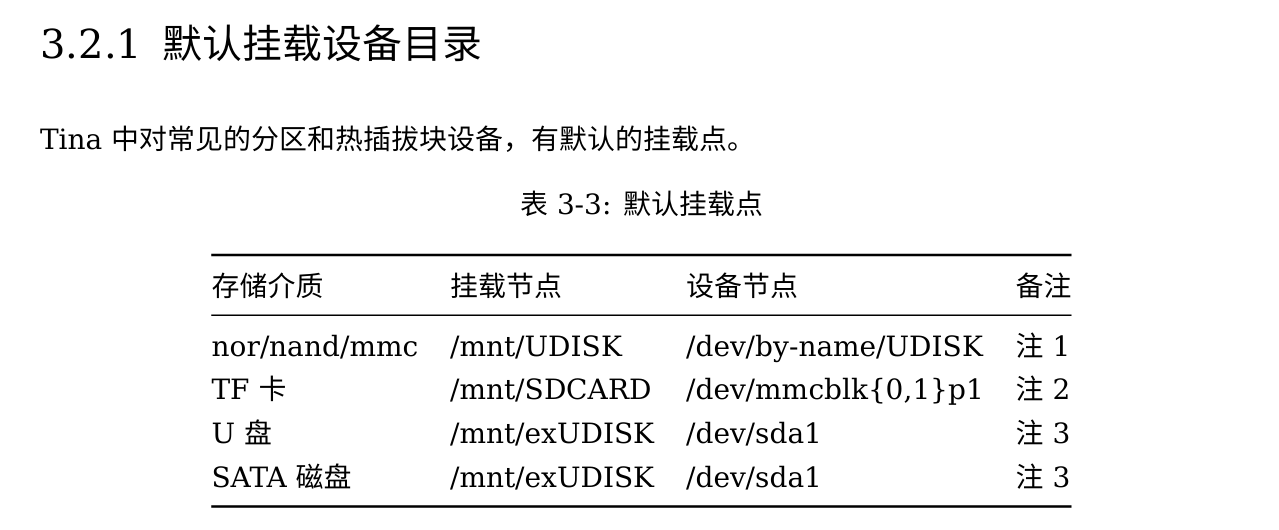 3.2.1 默认挂载设备目录
Tina 中对常见的分区和热插拔块设备，有默认的挂载点。
表 3-3: 默认挂载点
存储介质 挂载节点 设备节点 备注
nor/nand/mmc /mnt/UDISK /dev/by-name/UDISK 注 1
TF 卡 /mnt/SDCARD /dev/mmcblk{0,1}p1 注 2
U 盘 /mnt/exUDISK /dev/sda1 注 3
SATA 磁盘 /mnt/exUDISK /dev/sda1 注 3